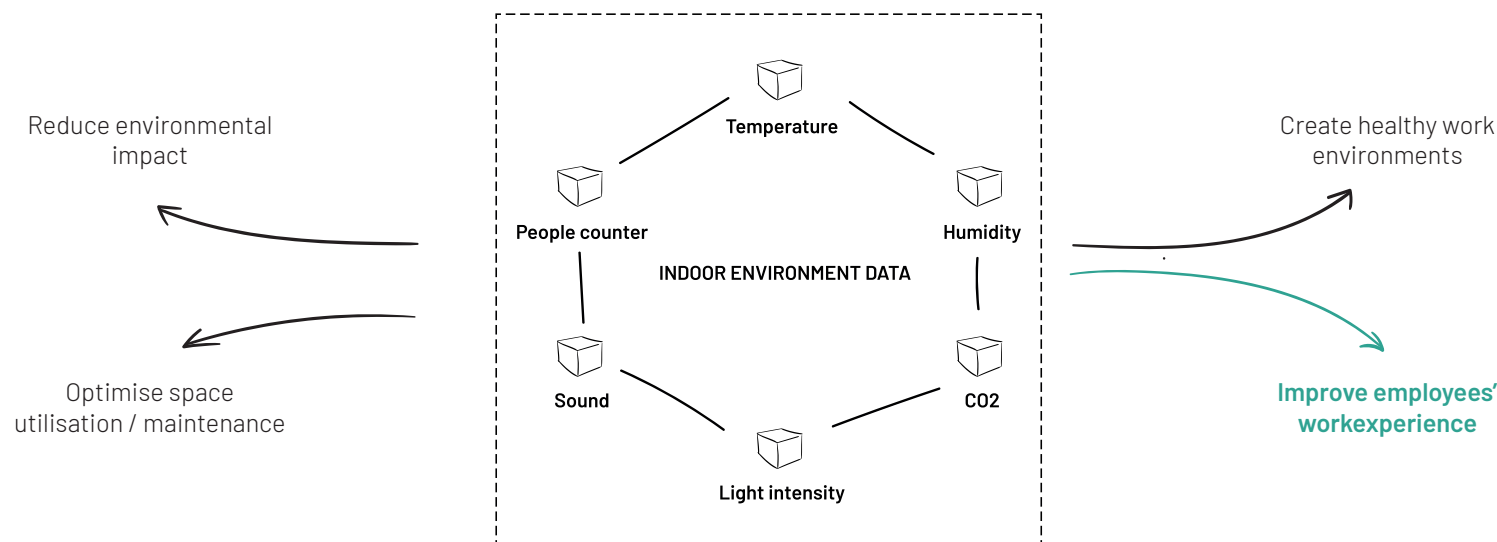 Temperature
Reduce environmental
impact
Create healthy work
environments
People counter
Humidity
INDOOR ENVIRONMENT DATA
Sound
CO2
Optimise space
utilisation / maintenance
Improve employees’
workexperience
Light intensity